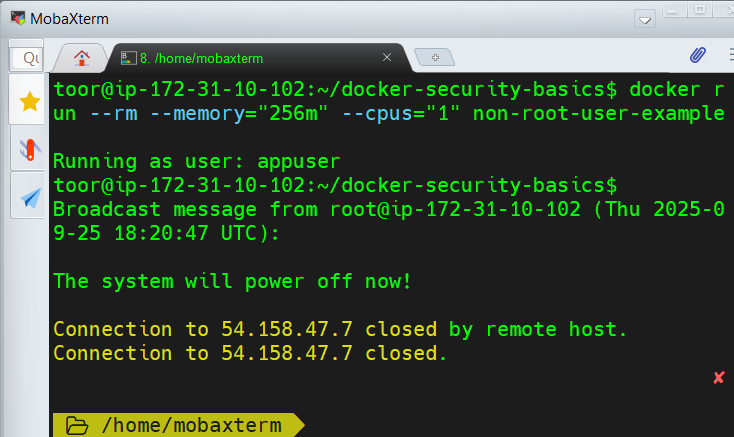 MobaXterm
Qu
8. /home/mobaxterm
toor@ip-172-31-10-102:~/docker-security-basics$ docker r
un --rm --memory="256m" --cpus="1" non-root-user-example
Running as user: appuser
toor@ip-172-31-10-102:~/docker-security-basics$
Broadcast message from root@ip-172-31-10-102 (Thu 2025-0
9-25 18:20:47 UTC):
The system will power off now!
Connection to 54.158.47.7 closed by remote host.
Connection to 54.158.47.7 closed.
/home/mobaxterm